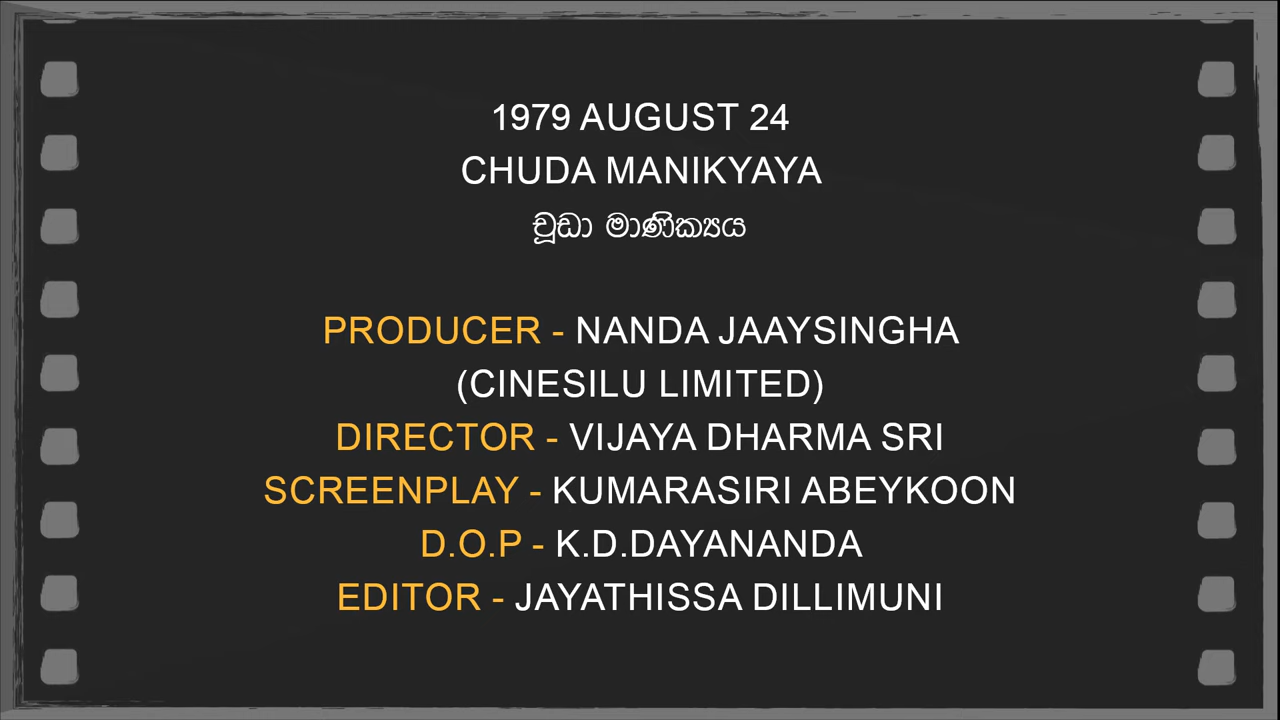 1979 AUGUST 24
CHUDA MANIKYAYA
චූඩා මාණික්‍යය
PRODUCER - NANDA JAAYSINGHA
(CINESILU LIMITED)
DIRECTOR - VIJAYA DHARMA SRI
SCREENPLAY - KUMARASIRI ABEYKOON
D.O.P - K.D.DAYANANDA
EDITOR - JAYATHISSA DILLIMUNI